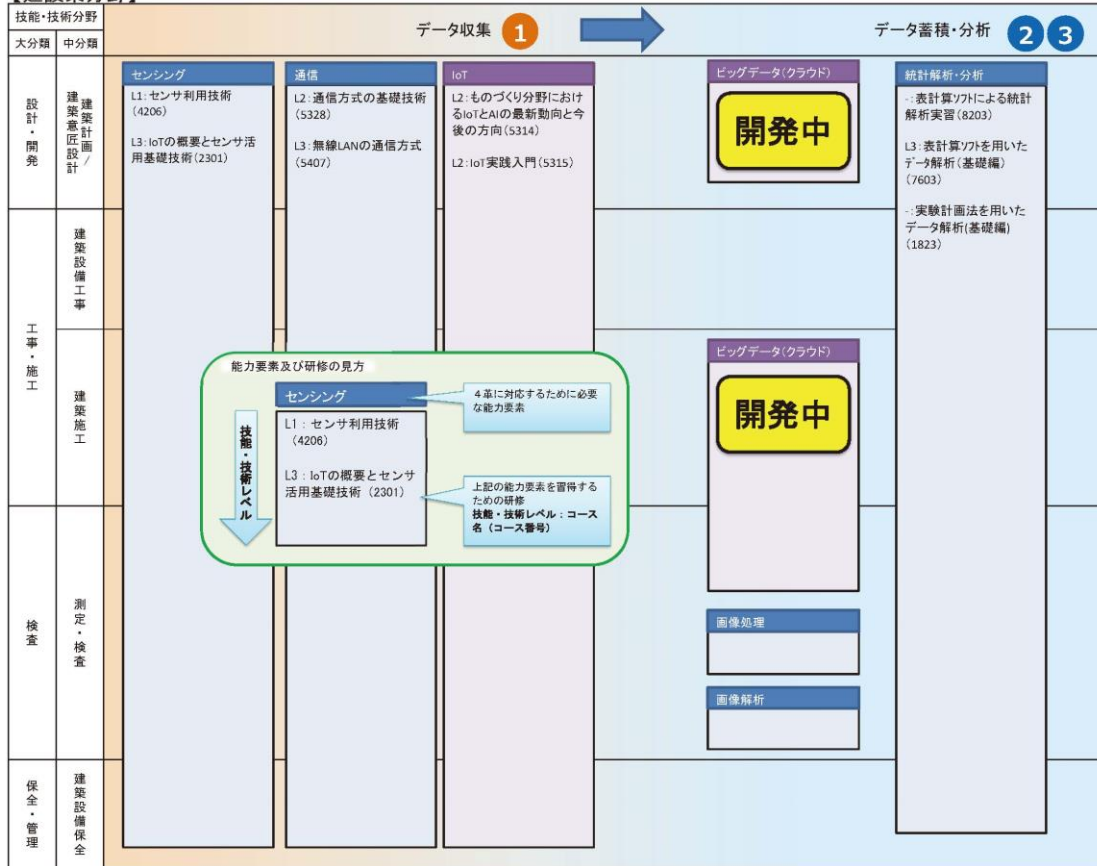 技能・技術分野
大分類
中分類
データ収集
1
データ蓄積・分析
2
3
設計・開発
建築計画/
建築意匠設計
センシング
L1:センサ利用技術
(4206)
L3:IoTの概要とセンサ活
用基礎技術(2301)
通信
L2:通信方式の基礎技術
(5328)
L3:無線LANの通信方式
(5407)
IoT
L2:ものづくり分野におけ
るIoTとAIの最新動向と今
後の方向(5314)
L2:IoT実践入門(5315)
ビッグデータ(クラウド)
開発中
統計解析・分析
-:表計算ソフトによる統計
解析実習(8203)
L3:表計算ソフトを用いた
データ解析(基礎編)
(7603)
-:実験計画法を用いた
データ解析(基礎編)
(1823)
工事・施工
建築設備工事
建築施工
ビッグデータ(クラウド)
開発中
能力要素及び研修の見方
センシング
4革に対応するために必要
な能力要素
技能・技術レベル
L1:センサ利用技術
(4206)
L3:IoTの概要とセンサ
活用基礎技術(2301)
上記の能力要素を習得する
ための研修
技能・技術レベル:コース
名(コース番号)
検査
測定・検査
画像処理
画像解析
保全・管理
建築設備保全